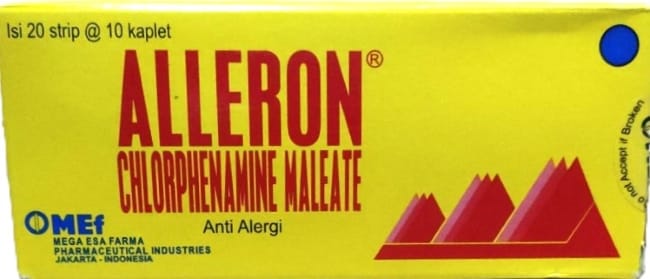 Isi 20 strip @ 10 kaplet
ALLERON®
CHLORPHENAMINE MALEATE
Anti Alergi
MEf
MEGA ESA FARMA
PHARMACEUTICAL INDUSTRIES
JAKARTA - INDONESIA
not Accept if Broken